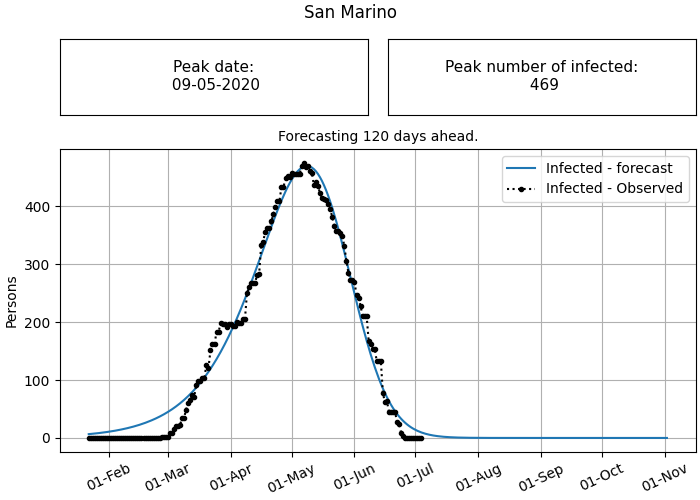 San Marino
Peak date:
09-05-2020
Peak number of infected:
469
Forecasting 120 days ahead.
Infected - forecast
Infected - Observed
Persons
400
300
200
100
0
01-Feb
01-Mar
01-Apr
01-May
01-Jun
01-Jul
01-Aug
01-Sep
01-Oct
01-Nov